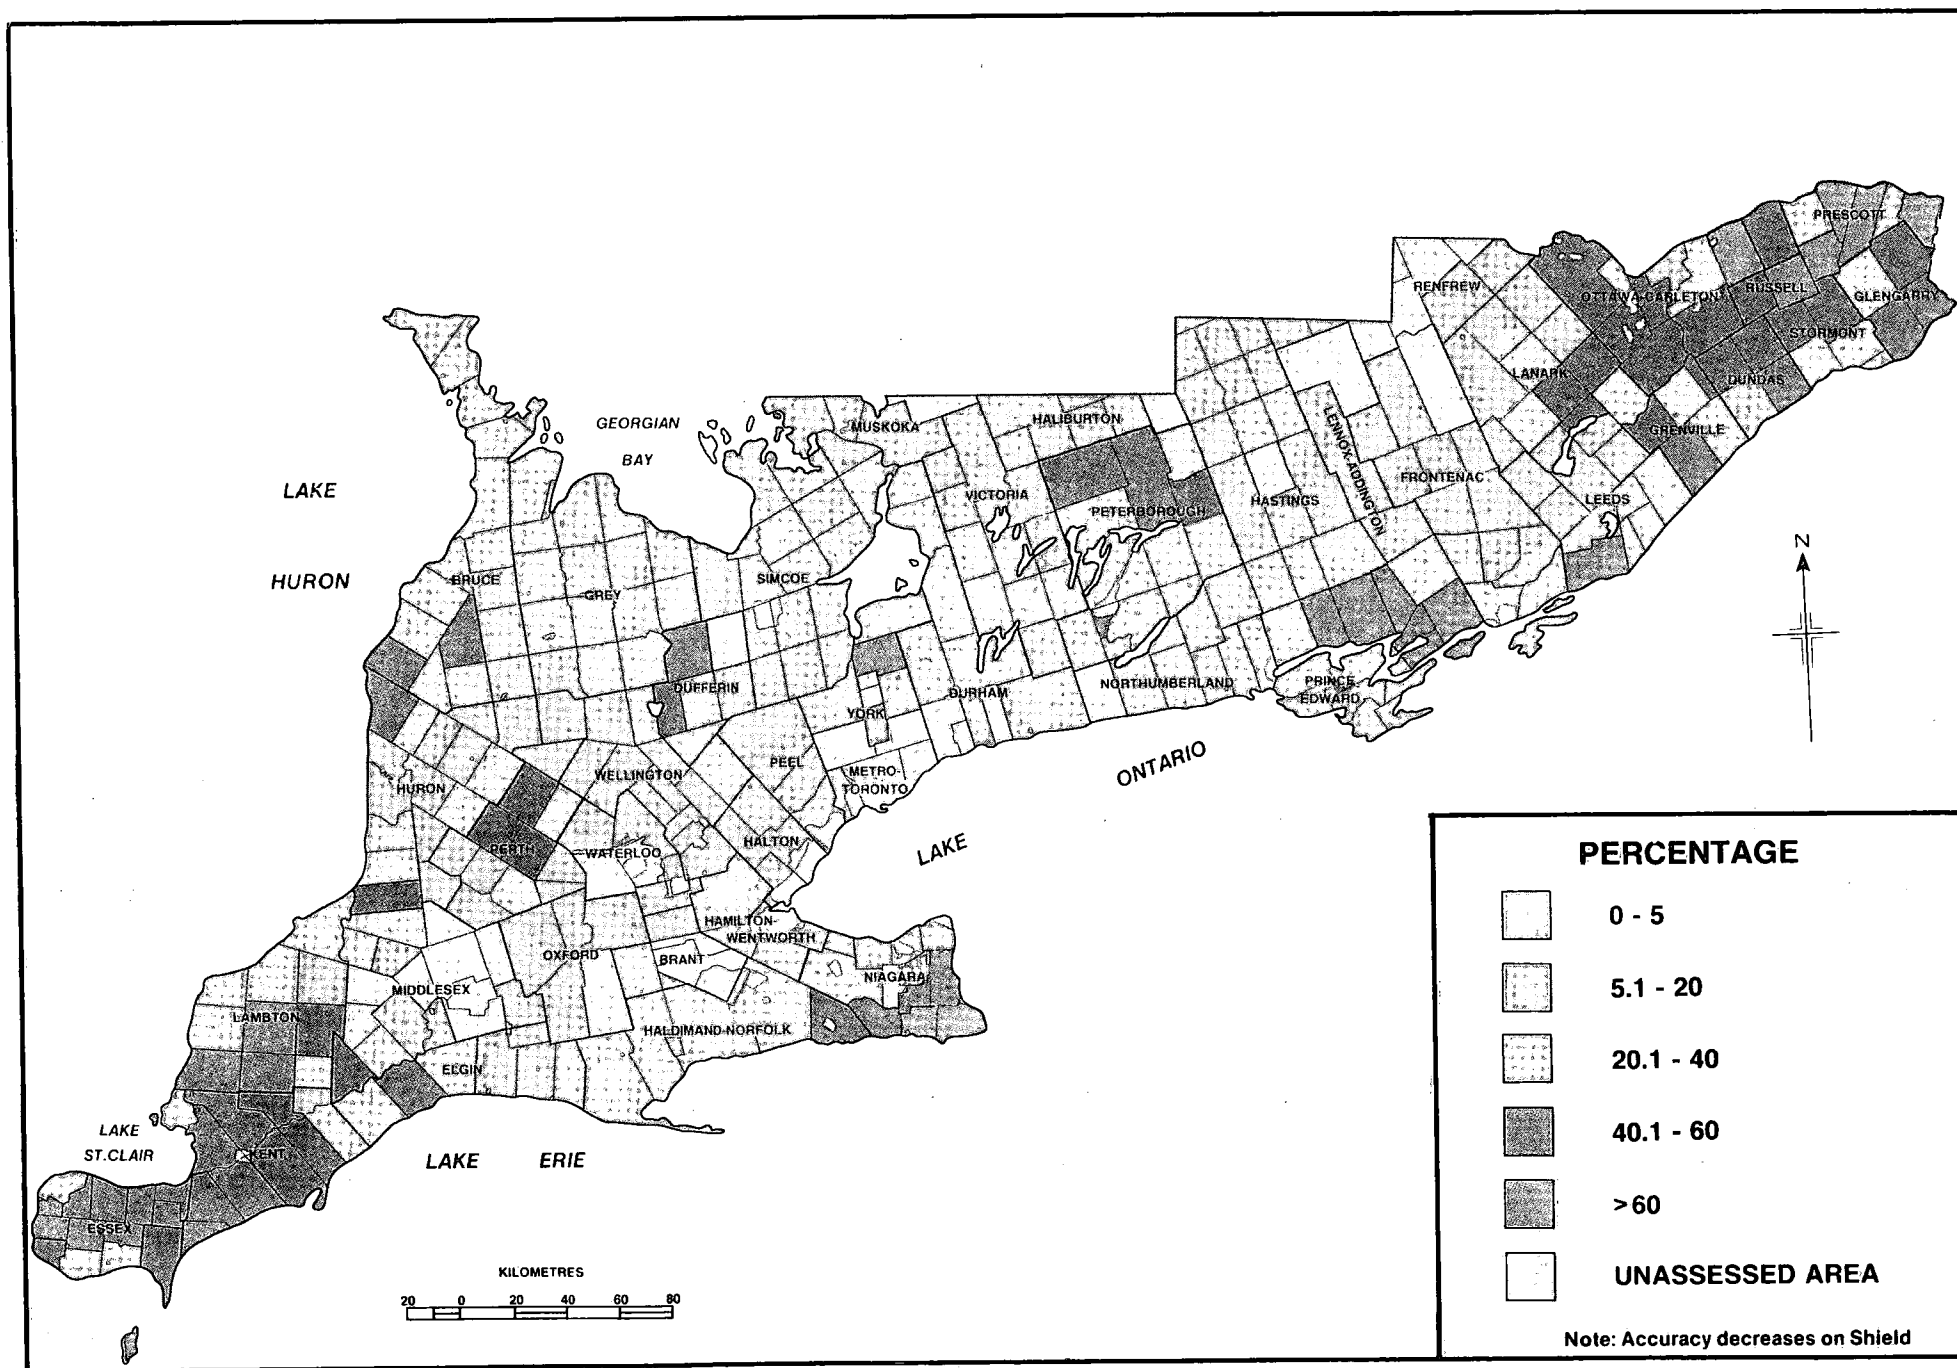 PRESCOTT
RENFREW
OTTAWA-CARLETON
RUSSELL
GLENGARRY
STORMONT
LANARK
DUNDAS
GEORGIAN
BAY
MUSKOKA
HALIBURTON
LENNOX-ADDINGTON
GRENVILLE
LAKE
HURON
VICTORIA
PETERBOROUGH
HASTINGS
FRONTENAC
LEEDS
N
BRUCE
GREY
SIMCOE
DUFFERIN
YORK
DURHAM
NORTHUMBERLAND
PRINCE
EDWARD
HURON
WELLINGTON
PEEL
METRO-
TORONTO
LAKE
ONTARIO
PERTH
WATERLOO
HALTON
HAMILTON-
WENTWORTH
OXFORD
BRANT
NIAGARA
MIDDLESEX
LAMBTON
HALDIMAND-NORFOLK
ELGIN
LAKE
ST.CLAIR
KENT
LAKE ERIE
ESSEX
KILOMETRES
20 0 20 40 60 80
PERCENTAGE
0 - 5
5.1 - 20
20.1 - 40
40.1 - 60
>60
UNASSESSED AREA
Note: Accuracy decreases on Shield